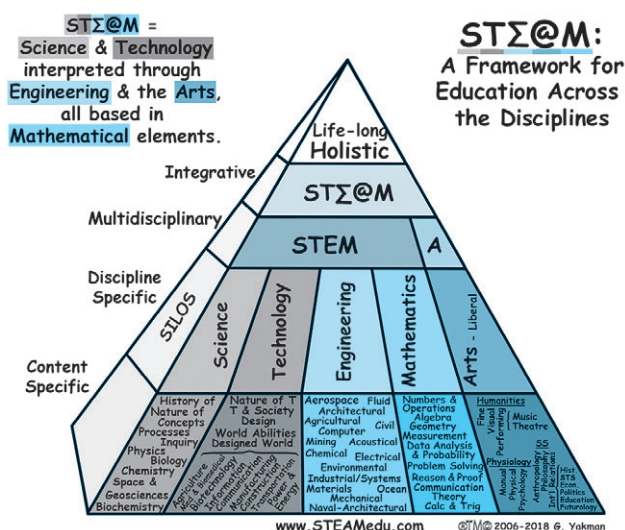 STΣ@M =
Science & Technology
interpreted through
Engineering & the Arts,
all based in
Mathematical elements.
STΣ@M:
A Framework for
Education Across
the Disciplines
Life-long
Holistic
Integrative
STΣ@M
Multidisciplinary
STEM
A
Discipline
Specific
SILOS
Science
Technology
Engineering
Mathematics
Arts - Liberal
Content
Specific
History of
Nature of
Concepts
Processes
Inquiry
Physics
Biology
Chemistry
Space &
Geosciences
Biochemistry
Nature of T
T & Society
Design
World Abilities
Designed World
Agriculture
Med & Biomedical
Biotechnology
Information
Communication
Manufacturing
Construction
Transportation
Power &
Energy
Aerospace Fluid
Architectural
Agricultural Civil
Computer
Mining Acoustical
Chemical Electrical
Environmental
Industrial/Systems
Materials Ocean
Mechanical
Naval-Architectural
Numbers &
Operations
Algebra
Geometry
Measurement
Data Analysis
& Probability
Problem Solving
Reason & Proof
Communication
Theory
Calc & Trig
Humanities
Fine
Visual
Performing
Music
Theatre
Physiology
Manual
Physical
Psychology
SS
Anthropology
Philosophy
Int'l Relations
Hist.
STS
Econ.
Politics
Education
Futurology
www.STEAMedu.com
®TM© 2006-2018 G. Yakman